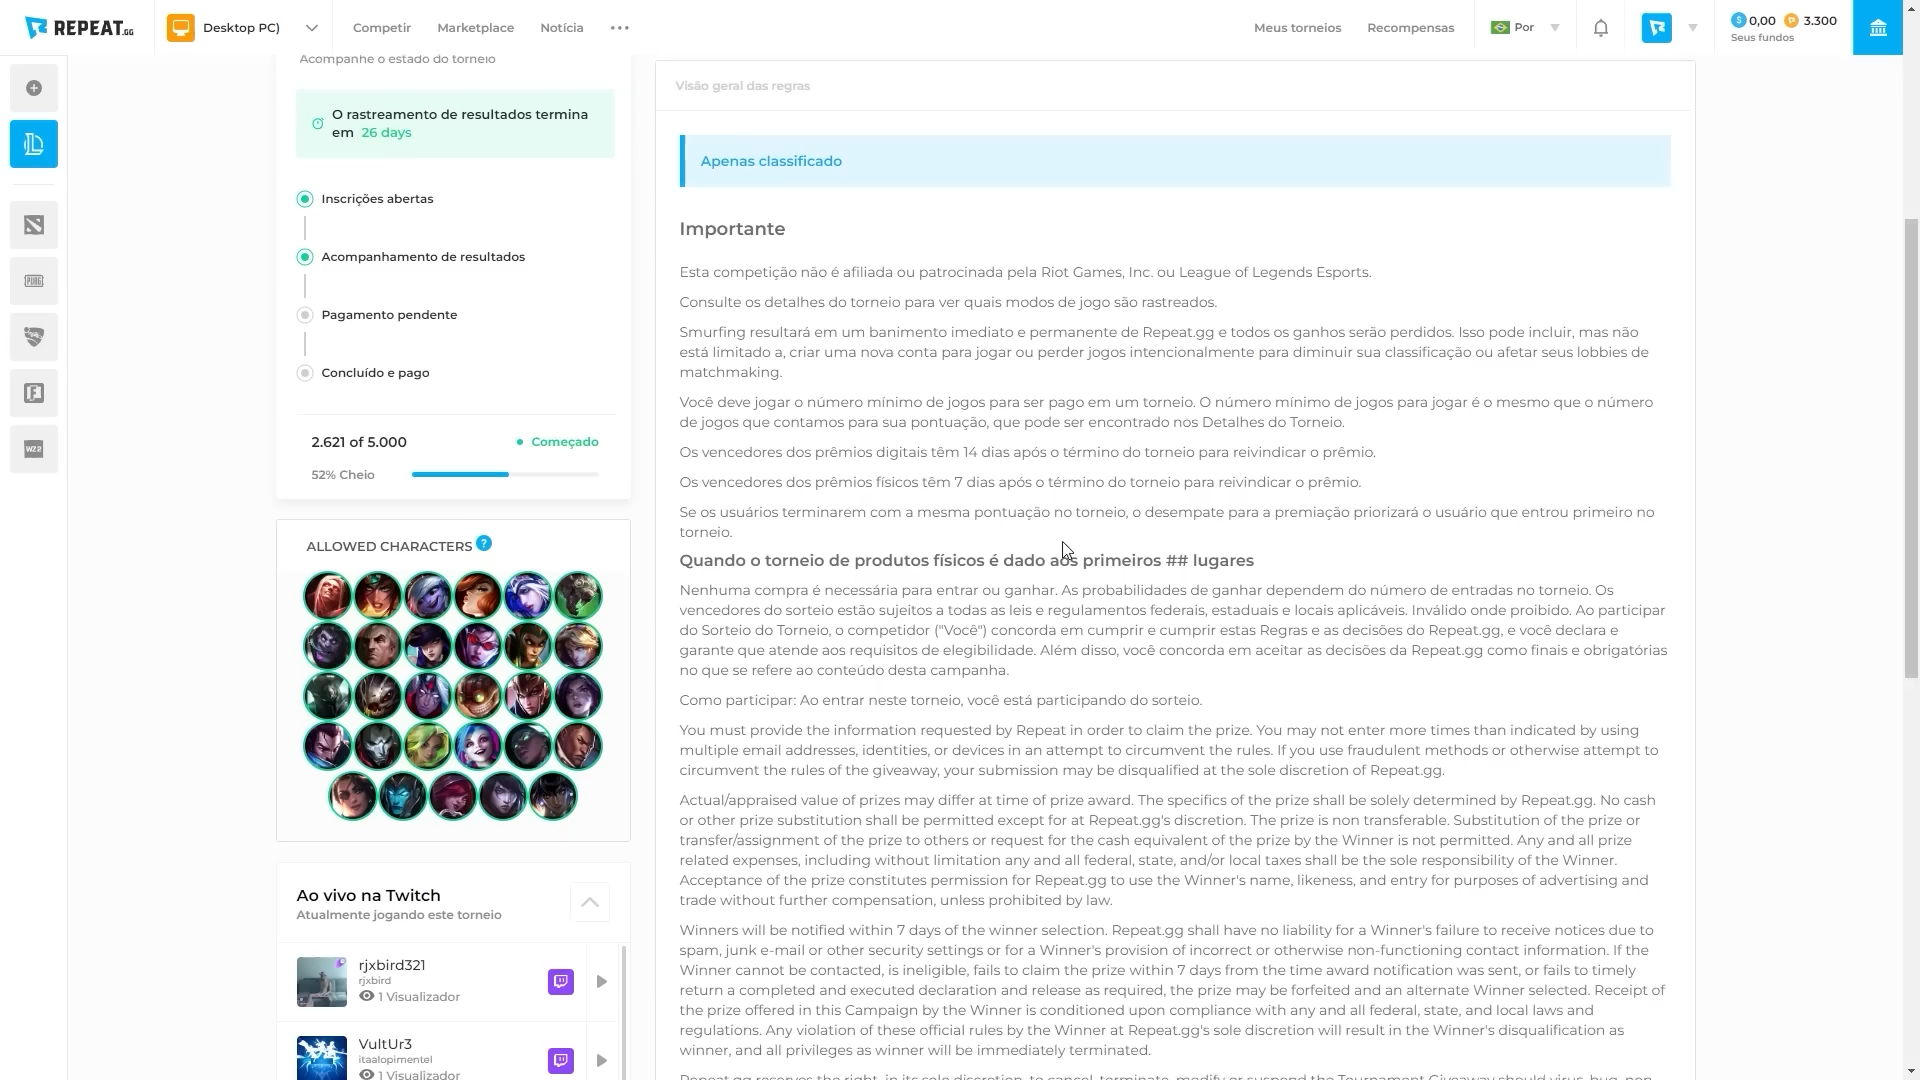 REPEAT.GG
Desktop PC)
Competir
Marketplace
Notícia
Meus torneios
Recompensas
Por
0,00
3.300
Seus fundos
Acompanhe o estado do torneio
O rastreamento de resultados termina
em 26 days
Inscrições abertas
Acompanhamento de resultados
Pagamento pendente
Concluído e pago
2.621 of 5.000
Começado
52% Cheio
ALLOWED CHARACTERS ?
Ao vivo na Twitch
Atualmente jogando este torneio
rjxbird321
rjxbird
1 Visualizador
VultUr3
itaalopimentel
1 Visualizador
PUBG
WZ2
Visão geral das regras
Apenas classificado
Importante
Esta competição não é afiliada ou patrocinada pela Riot Games, Inc. ou League of Legends Esports.
Consulte os detalhes do torneio para ver quais modos de jogo são rastreados.
Smurfing resultará em um banimento imediato e permanente de Repeat.gg e todos os ganhos serão perdidos. Isso pode incluir, mas não
está limitado a, criar uma nova conta para jogar ou perder jogos intencionalmente para diminuir sua classificação ou afetar seus lobbies de
matchmaking.
Você deve jogar o número mínimo de jogos para ser pago em um torneio. O número mínimo de jogos para jogar é o mesmo que o número
de jogos que contamos para sua pontuação, que pode ser encontrado nos Detalhes do Torneio.
Os vencedores dos prêmios digitais têm 14 dias após o término do torneio para reivindicar o prêmio.
Os vencedores dos prêmios físicos têm 7 dias após o término do torneio para reivindicar o prêmio.
Se os usuários terminarem com a mesma pontuação no torneio, o desempate para a premiação priorizará o usuário que entrou primeiro no
torneio.
Quando o torneio de produtos físicos é dado aos primeiros ## lugares
Nenhuma compra é necessária para entrar ou ganhar. As probabilidades de ganhar dependem do número de entradas no torneio. Os
vencedores do sorteio estão sujeitos a todas as leis e regulamentos federais, estaduais e locais aplicáveis. Inválido onde proibido. Ao participar
do Sorteio do Torneio, o competidor ("Você") concorda em cumprir e cumprir estas Regras e as decisões do Repeat.gg, e você declara e
garante que atende aos requisitos de elegibilidade. Além disso, você concorda em aceitar as decisões da Repeat.gg como finais e obrigatórias
no que se refere ao conteúdo desta campanha.
Como participar: Ao entrar neste torneio, você está participando do sorteio.
You must provide the information requested by Repeat in order to claim the prize. You may not enter more times than indicated by using
multiple email addresses, identities, or devices in an attempt to circumvent the rules. If you use fraudulent methods or otherwise attempt to
circumvent the rules of the giveaway, your submission may be disqualified at the sole discretion of Repeat.gg.
Actual/appraised value of prizes may differ at time of prize award. The specifics of the prize shall be solely determined by Repeat.gg. No cash
or other prize substitution shall be permitted except for at Repeat.gg's discretion. The prize is non transferable. Substitution of the prize or
transfer/assignment of the prize to others or request for the cash equivalent of the prize by the Winner is not permitted. Any and all prize
related expenses, including without limitation any and all federal, state, and/or local taxes shall be the sole responsibility of the Winner.
Acceptance of the prize constitutes permission for Repeat.gg to use the Winner's name, likeness, and entry for purposes of advertising and
trade without further compensation, unless prohibited by law.
Winners will be notified within 7 days of the winner selection. Repeat.gg shall have no liability for a Winner's failure to receive notices due to
spam, junk e-mail or other security settings or for a Winner's provision of incorrect or otherwise non-functioning contact information. If the
Winner cannot be contacted, is ineligible, fails to claim the prize within 7 days from the time award notification was sent, or fails to timely
return a completed and executed declaration and release as required, the prize may be forfeited and an alternate Winner selected. Receipt of
the prize offered in this Campaign by the Winner is conditioned upon compliance with any and all federal, state, and local laws and
regulations. Any violation of these official rules by the Winner at Repeat.gg's sole discretion will result in the Winner's disqualification as
winner, and all privileges as winner will be immediately terminated.
Repeat.gg reserves the right, in its sole discretion, to cancel, terminate, modify or suspend the Tournament Giveaway should virus, bug, non-